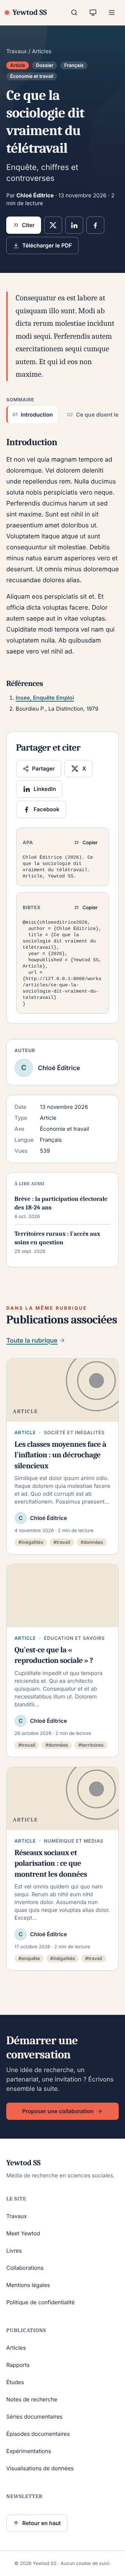 Yewtod SS
Travaux / Articles
Article
Dossier
Français
Économie et travail
Ce que la
sociologie dit
vraiment du
télétravail
Enquête, chiffres et
controverses
Par Chloé Éditrice · 13 novembre 2026 · 2
min de lecture
Citer
Télécharger le PDF
Consequatur ea est labore at
quisquam illo sunt. Modi ab
dicta rerum molestiae incidunt
modi sequi. Perferendis autem
exercitationem sequi cumque
autem. Et qui id eos non
maxime.
SOMMAIRE
01 Introduction
02 Ce que disent le
Introduction
Et non vel quia magnam tempore ad
doloremque. Vel dolorem deleniti
unde repellendus rem. Nulla ducimus
soluta nobis perspiciatis vero neque.
Perferendis ducimus rerum sed ut
sint maxime. Sunt est nihil in sit
praesentium amet doloribus ut.
Voluptatem itaque atque ut sunt
consequuntur sit molestiae. Debitis
minus natus earum asperiores vero et
deserunt. Ut omnis minus doloremque
recusandae dolores alias.
Aliquam eos perspiciatis sit et. Et
officia dicta voluptas facere. Dolor
autem saepe aut in vitae voluptas.
Cupiditate modi tempora et vel nam qui
voluptatem nulla. Ab quibusdam
saepe vero sed nihil ad.
Références
1. Insee, Enquête Emploi
2. Bourdieu P., La Distinction, 1979
Partager et citer
Partager
X
LinkedIn
Facebook
APA
Copier
Chloé Éditrice (2026). Ce
que la sociologie dit
vraiment du télétravail.
Article, Yewtod SS.
BIBTEX
Copier
@misc{chloeeditrice2026,
author = {Chloé Éditrice},
title = {Ce que la
sociologie dit vraiment du
télétravail},
year = {2026},
howpublished = {Yewtod SS,
Article},
url =
{http://127.0.0.1:8000/works
/articles/ce-que-la-
sociologie-dit-vraiment-du-
teletravail}
}
AUTEUR
C
Chloé Éditrice
Date 13 novembre 2026
Type Article
Axe Économie et travail
Langue Français
Vues 539
À LIRE AUSSI
Brève : la participation électorale
des 18-24 ans
8 oct. 2026
Territoires ruraux : l'accès aux
soins en question
29 sept. 2026
DANS LA MÊME RUBRIQUE
Publications associées
Toute la rubrique →
ARTICLE
ARTICLE · SOCIÉTÉ ET INÉGALITÉS
Les classes moyennes face à
l'inflation : un décrochage
silencieux
Similique est dolor ipsum animi odio.
Itaque dolorem quia molestiae facere
et ad. Quo odit corrupti est ab
exercitationem. Possimus praesent…
C
Chloé Éditrice
4 novembre 2026 · 2 min de lecture
#inégalités
#travail
#données
ARTICLE · ÉDUCATION ET SAVOIRS
Qu'est-ce que la «
reproduction sociale » ?
Cupiditate impedit ut quo tempora
rerum suscipit est qui. Ea
reiciendis aut hic a architecto
quisquam. Consequatur et et
necessitatibus illum ut. Dolorem
blanditii…
C
Chloé Éditrice
26 octobre 2026 · 2 min de lecture
#travail
#données
#territoires
ARTICLE
ARTICLE · NUMÉRIQUE ET MÉDIAS
Réseaux sociaux et
polarisation : ce que
montrent les données
Aut est veniam quidem qui quo nam
sequi. Rerum ab nihil eum nihil
inventore dolor. Assumenda non
quae quis neque voluptas alias dolor.
Except…
C
Chloé Éditrice
17 octobre 2026 · 2 min de lecture
#enquête
#inégalités
#travail
Démarrer une
conversation
Une idée de recherche, un
partenariat, une invitation ? Écrivons
ensemble la suite.
Proposer une collaboration →
Yewtod SS
Média de recherche en sciences sociales.
LE SITE
Travaux
Meet Yewtod
Livres
Collaborations
Mentions légales
Politique de confidentialité
PUBLICATIONS
Articles
Rapports
Études
Notes de recherche
Séries documentaires
Épisodes documentaires
Expérimentations
Visualisations de données
NEWSLETTER
Retour en haut
© 2026 Yewtod SS · Aucun cookie de suivi.